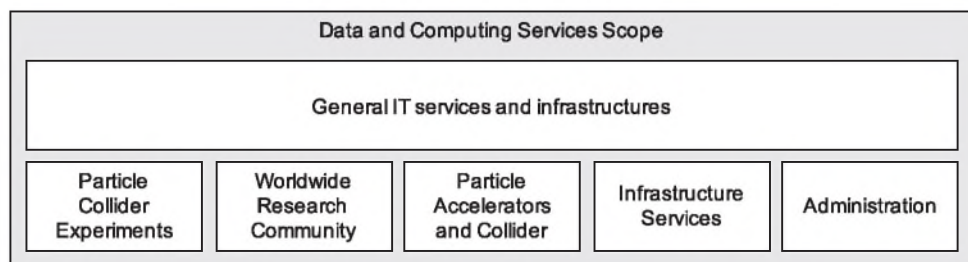 Data and Computing Services Scope
General IT services and infrastructures
Particle
Collider
Experiments
Worldwide
Research
Community
Particle
Accelerators
and Collider
Infrastructure
Services
Administration